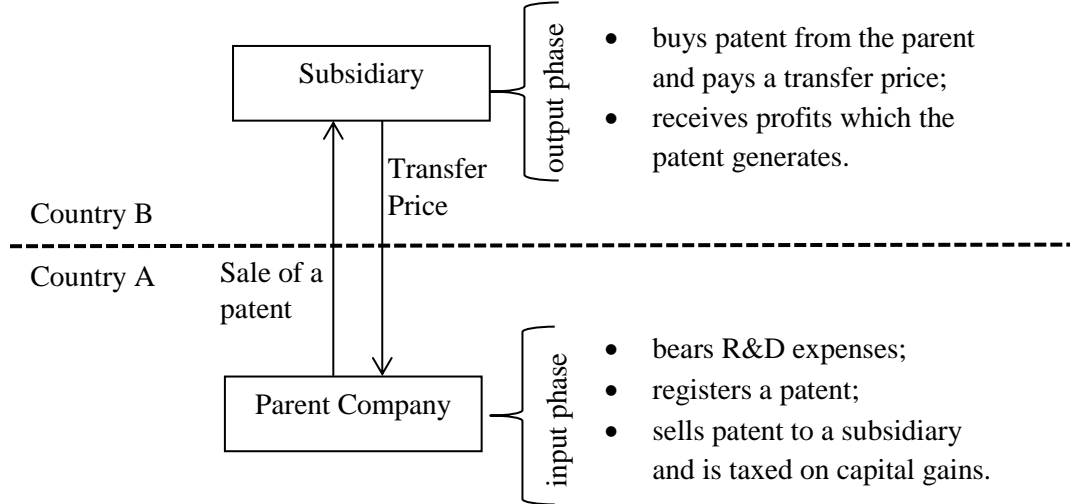 Subsidiary
output phase
• buys patent from the parent
and pays a transfer price;
• receives profits which the
patent generates.
Transfer
Price
Country B
Country A
Sale of a
patent
Parent Company
input phase
• bears R&D expenses;
• registers a patent;
• sells patent to a subsidiary
and is taxed on capital gains.